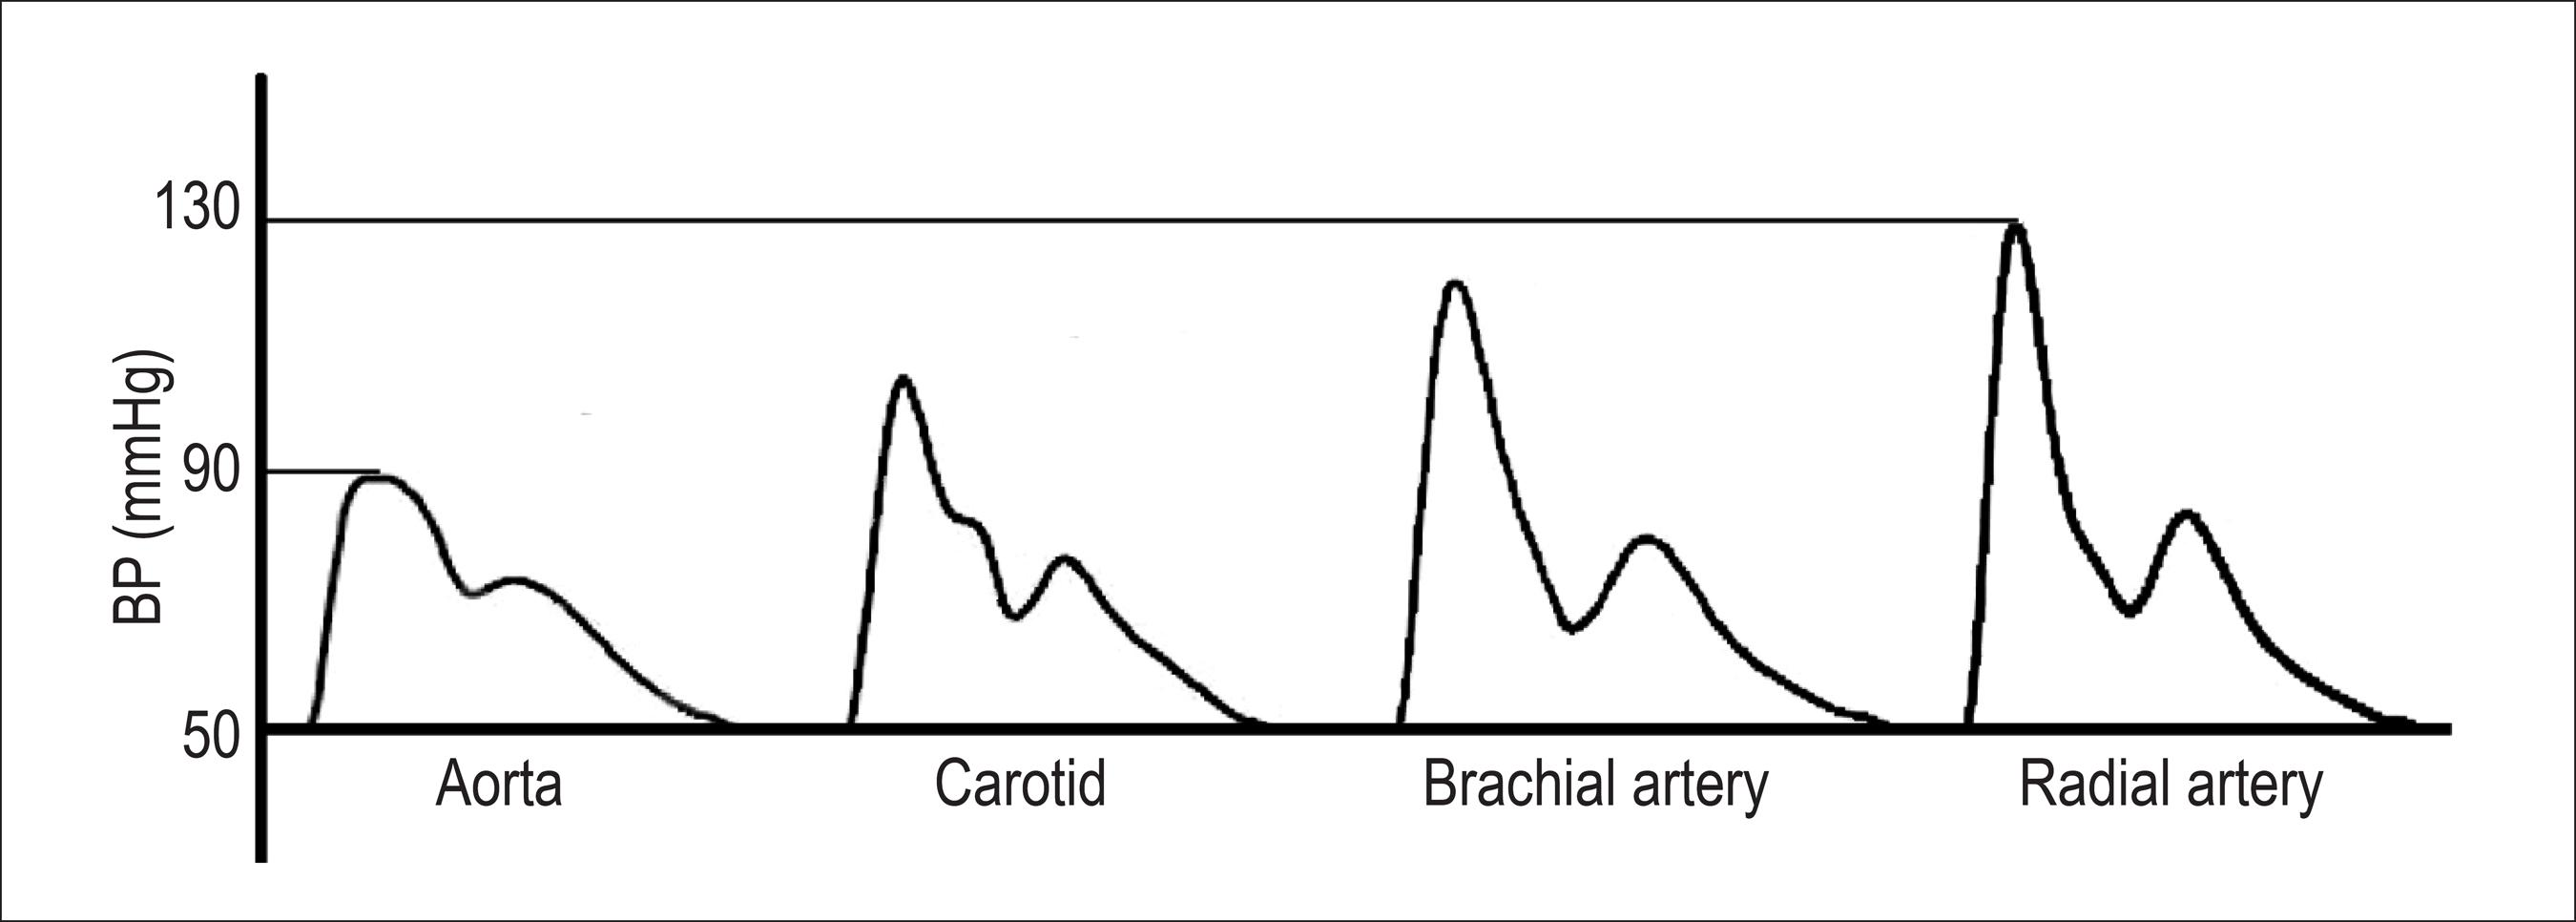 130
90
50
BP (mmHg)
Aorta
Carotid
Brachial artery
Radial artery